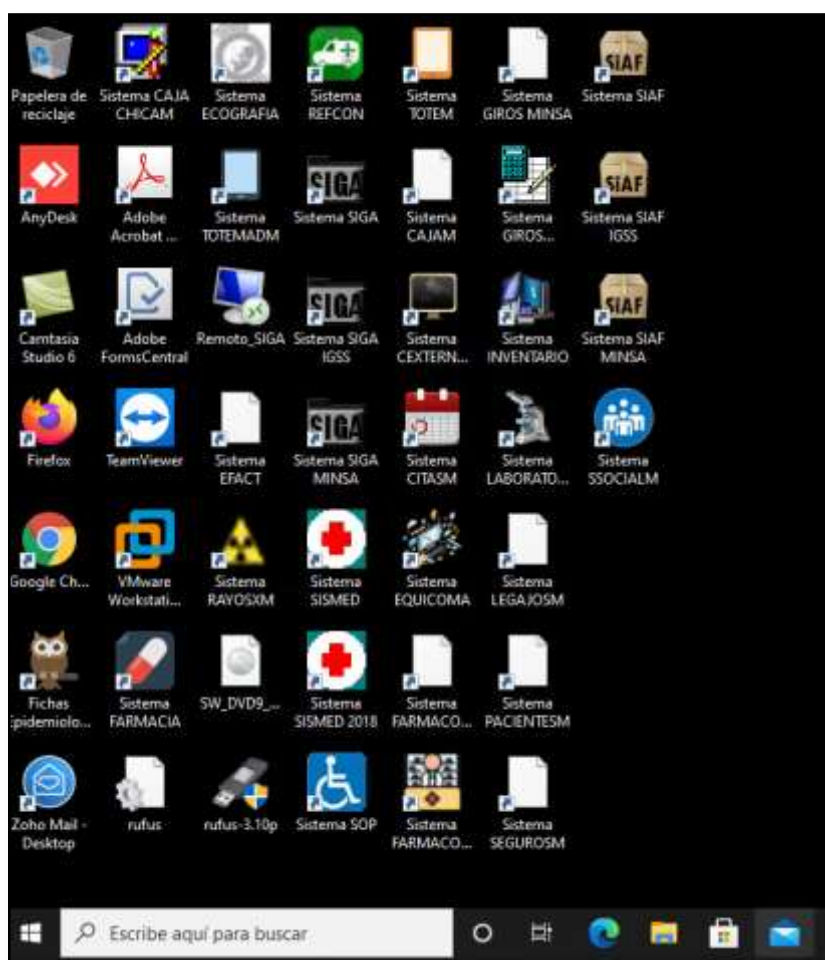 Papelera de reciclaje
Sistema CAJA CHICAM
Sistema ECOGRAFIA
Sistema REFCON
Sistema TOTEM
Sistema GIROS MINSA
SiAF
Sistema SIAF
AnyDesk
Adobe Acrobat ...
Sistema TOTEMADM
SIGA
Sistema SIGA
Sistema CAJAM
Sistema GIROS...
SiAF
Sistema SIAF IGSS
Camtasia Studio 6
Adobe FormsCentral
Remoto_SIGA
SIGA
Sistema SIGA IGSS
Sistema CEXTERN...
Sistema INVENTARIO
SiAF
Sistema SIAF MINSA
Firefox
TeamViewer
Sistema EFACT
SIGA
Sistema SIGA MINSA
Sistema CITASM
Sistema LABORATO...
Sistema SSOCIALM
Google Ch...
VMware Workstati...
Sistema RAYOSXM
Sistema SISMED
Sistema EQUICOMA
Sistema LEGAJOSM
Fichas Epidemiolo...
Sistema FARMACIA
SW_DVD9_...
Sistema SISMED 2018
Sistema FARMACO...
Sistema PACIENTESM
Zoho Mail - Desktop
rufus
rufus-3.10p
Sistema SOP
Sistema FARMACO...
Sistema SEGUROSM
Escribe aquí para buscar